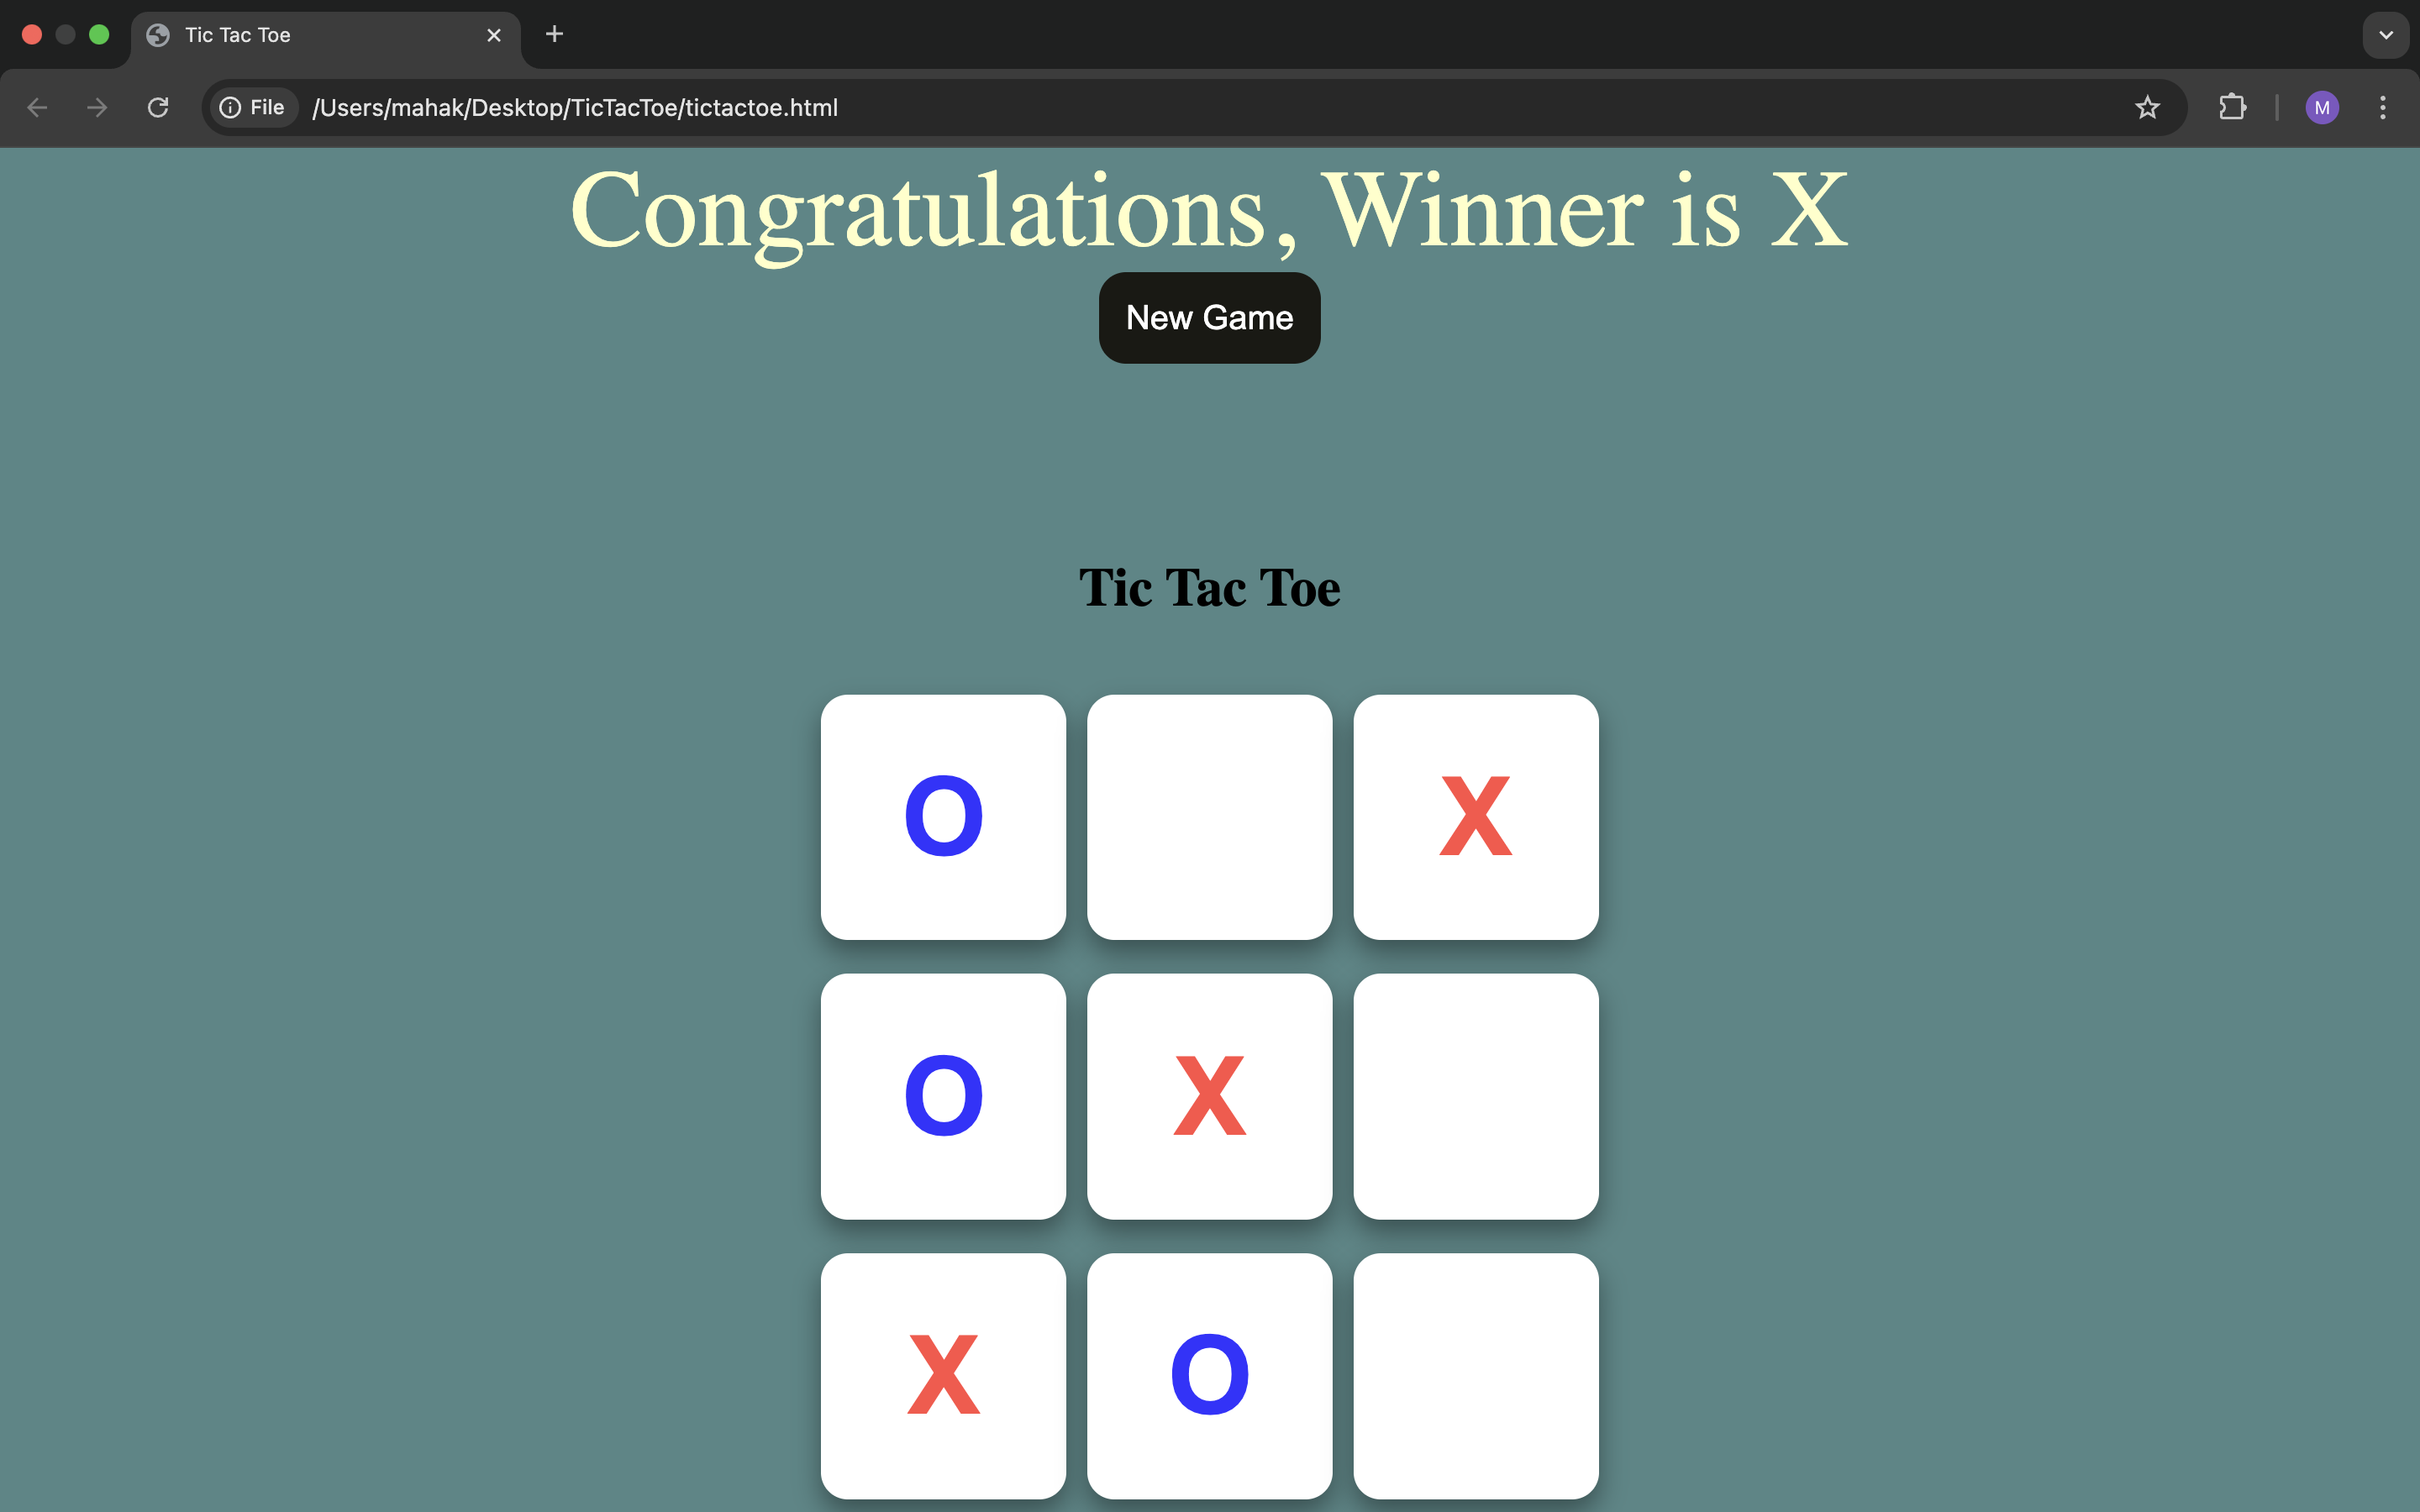 Tic Tac Toe
File /Users/mahak/Desktop/TicTacToe/tictactoe.html M
Congratulations, Winner is X
New Game
Tic Tac Toe
O X
O X
X O